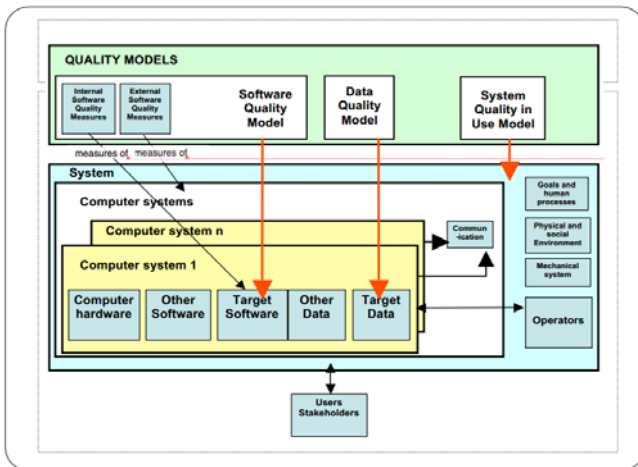 QUALITY MODELS
Internal
Software
Quality
Measures
External
Software
Quality
Measures
Software
Quality
Model
Data
Quality
Model
System
Quality in
Use Model
measures of
measures of
System
Computer systems
Computer system n
Computer system 1
Computer
hardware
Other
Software
Target
Software
Other
Data
Target
Data
Commun
-ication
Goals and
human
processes
Physical and
social
Environment
Mechanical
system
Operators
Users
Stakeholders